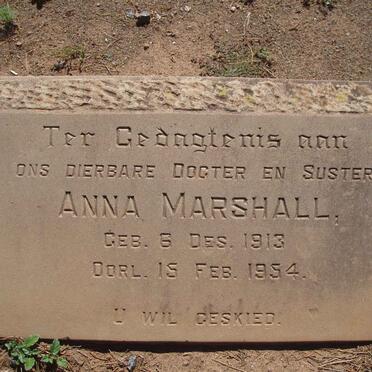 Ter Gedagtenis aan
ONS DIERBARE DOGTER EN SUSTER
ANNA MARSHALL,
GEB. 6 DES. 1913
OORL. 15 FEB. 1954.
U WIL GESKIED.